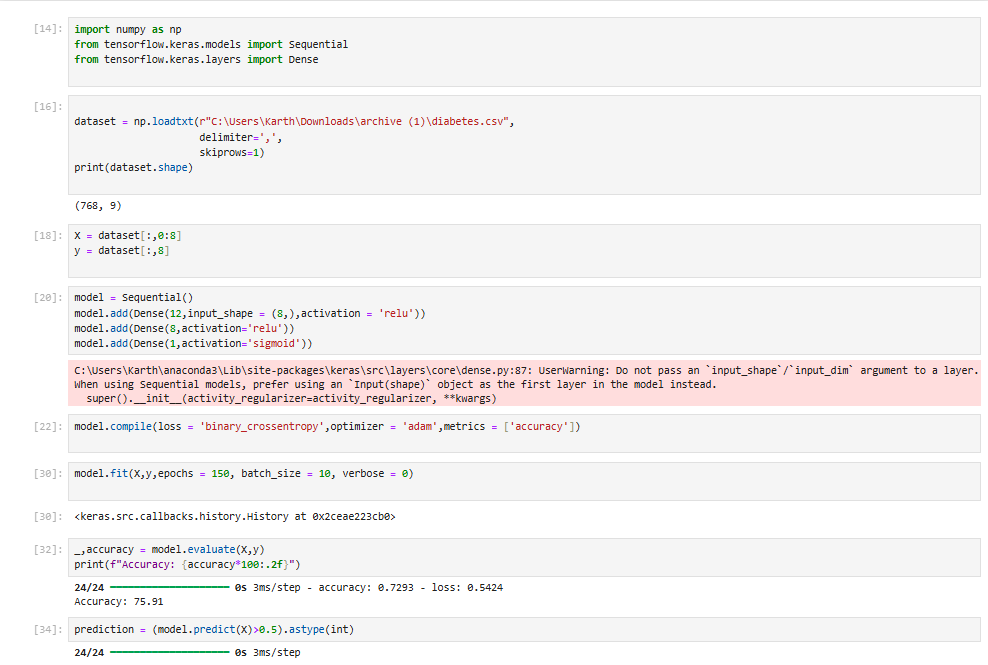 [14]: import numpy as np
from tensorflow.keras.models import Sequential
from tensorflow.keras.layers import Dense
[16]: dataset = np.loadtxt(r"C:\Users\Karth\Downloads\archive (1)\diabetes.csv",
delimiter=',',
skiprows=1)
print(dataset.shape)
(768, 9)
[18]: X = dataset[:,0:8]
y = dataset[:,8]
[20]: model = Sequential()
model.add(Dense(12,input_shape = (8,),activation = 'relu'))
model.add(Dense(8,activation='relu'))
model.add(Dense(1,activation='sigmoid'))
C:\Users\Karth\anaconda3\Lib\site-packages\keras\src\layers\core\dense.py:87: UserWarning: Do not pass an `input_shape`/`input_dim` argument to a layer.
When using Sequential models, prefer using an `Input(shape)` object as the first layer in the model instead.
super().__init__(activity_regularizer=activity_regularizer, **kwargs)
[22]: model.compile(loss = 'binary_crossentropy',optimizer = 'adam',metrics = ['accuracy'])
[30]: model.fit(X,y,epochs = 150, batch_size = 10, verbose = 0)
[30]: <keras.src.callbacks.history.History at 0x2ceae223cb0>
[32]: _,accuracy = model.evaluate(X,y)
print(f"Accuracy: {accuracy*100:.2f}")
24/24 ━━━━━━━━━━━━━━━━━━━━ 0s 3ms/step - accuracy: 0.7293 - loss: 0.5424
Accuracy: 75.91
[34]: prediction = (model.predict(X)>0.5).astype(int)
24/24 ━━━━━━━━━━━━━━━━━━━━ 0s 3ms/step